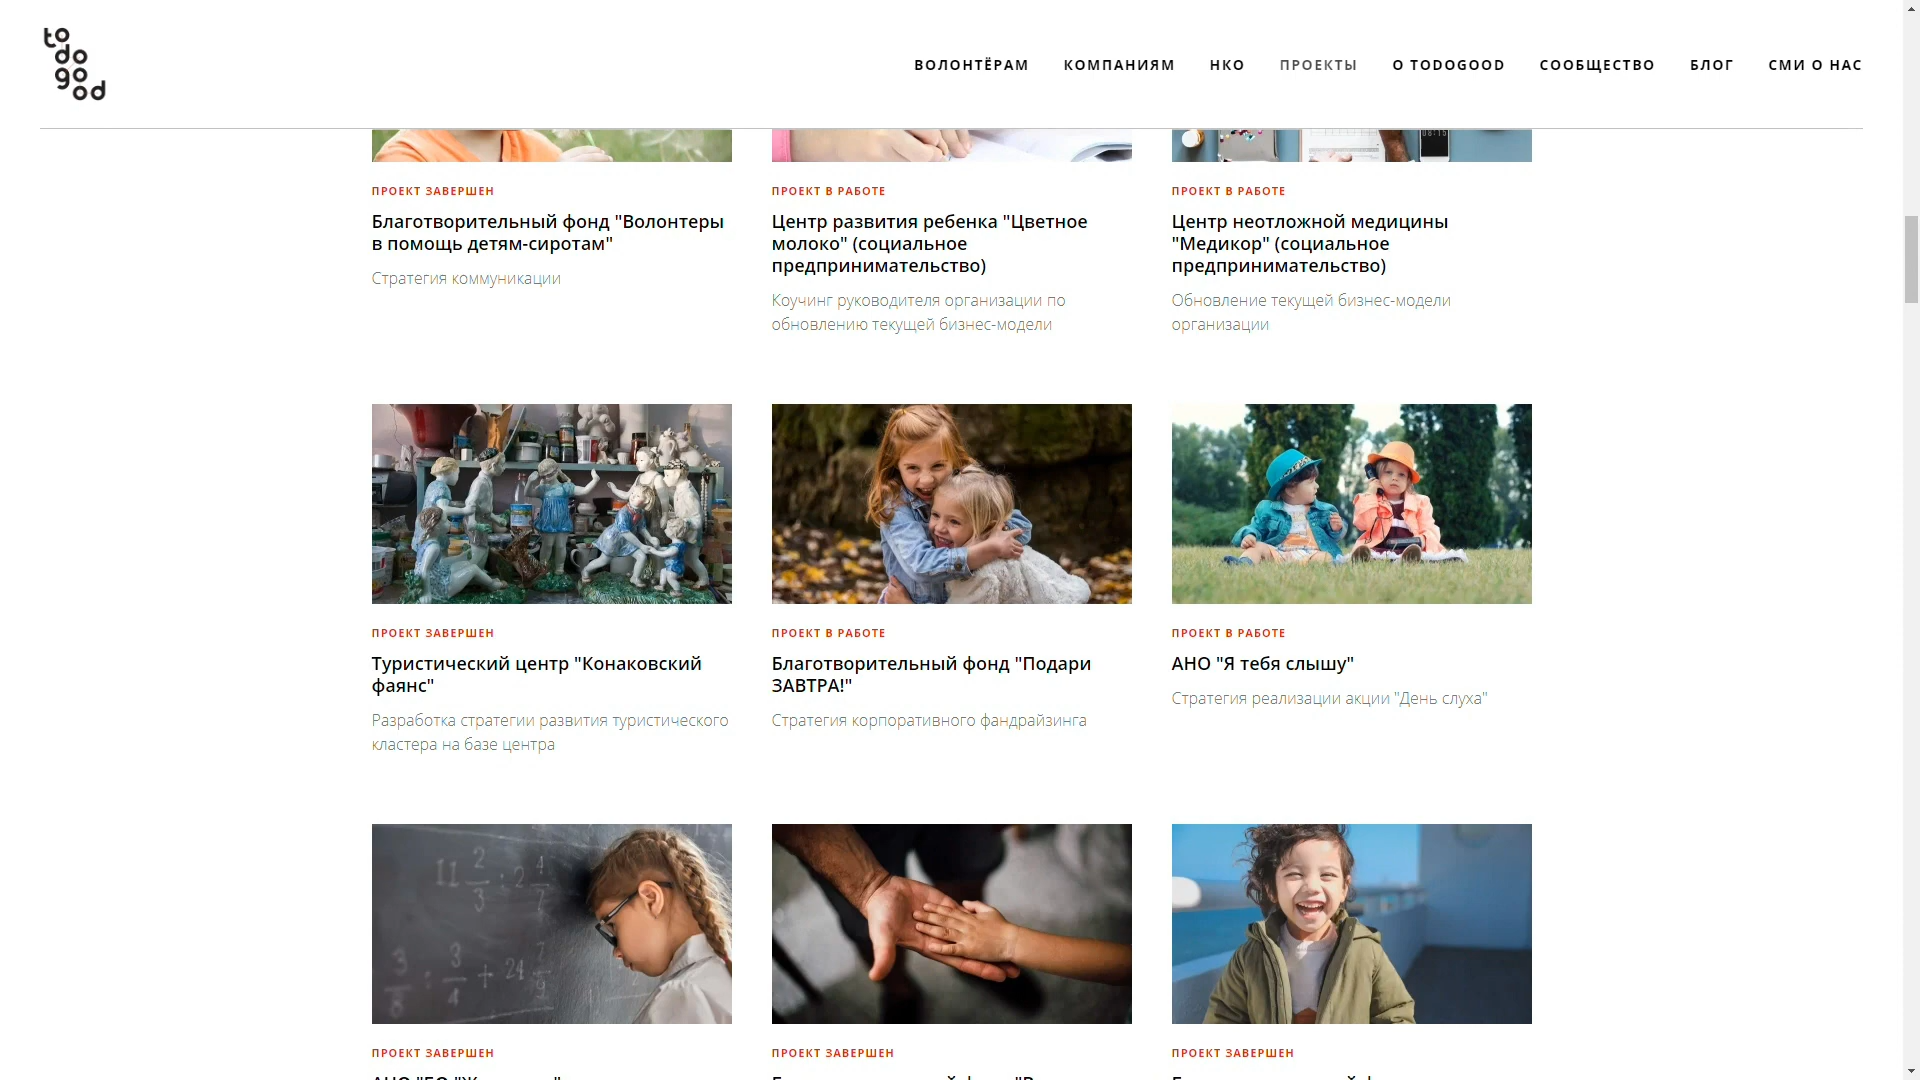 to
do
go
od
ВОЛОНТЁРАМ КОМПАНИЯМ НКО ПРОЕКТЫ О TODOGOOD СООБЩЕСТВО БЛОГ СМИ О НАС
ПРОЕКТ ЗАВЕРШЕН
Благотворительный фонд "Волонтеры
в помощь детям-сиротам"
Стратегия коммуникации
ПРОЕКТ В РАБОТЕ
Центр развития ребенка "Цветное
молоко" (социальное
предпринимательство)
Коучинг руководителя организации по
обновлению текущей бизнес-модели
ПРОЕКТ В РАБОТЕ
Центр неотложной медицины
"Медикор" (социальное
предпринимательство)
Обновление текущей бизнес-модели
организации
ПРОЕКТ ЗАВЕРШЕН
Туристический центр "Конаковский
фаянс"
Разработка стратегии развития туристического
кластера на базе центра
ПРОЕКТ В РАБОТЕ
Благотворительный фонд "Подари
ЗАВТРА!"
Стратегия корпоративного фандрайзинга
ПРОЕКТ В РАБОТЕ
АНО "Я тебя слышу"
Стратегия реализации акции "День слуха"
ПРОЕКТ ЗАВЕРШЕН
ПРОЕКТ ЗАВЕРШЕН
ПРОЕКТ ЗАВЕРШЕН